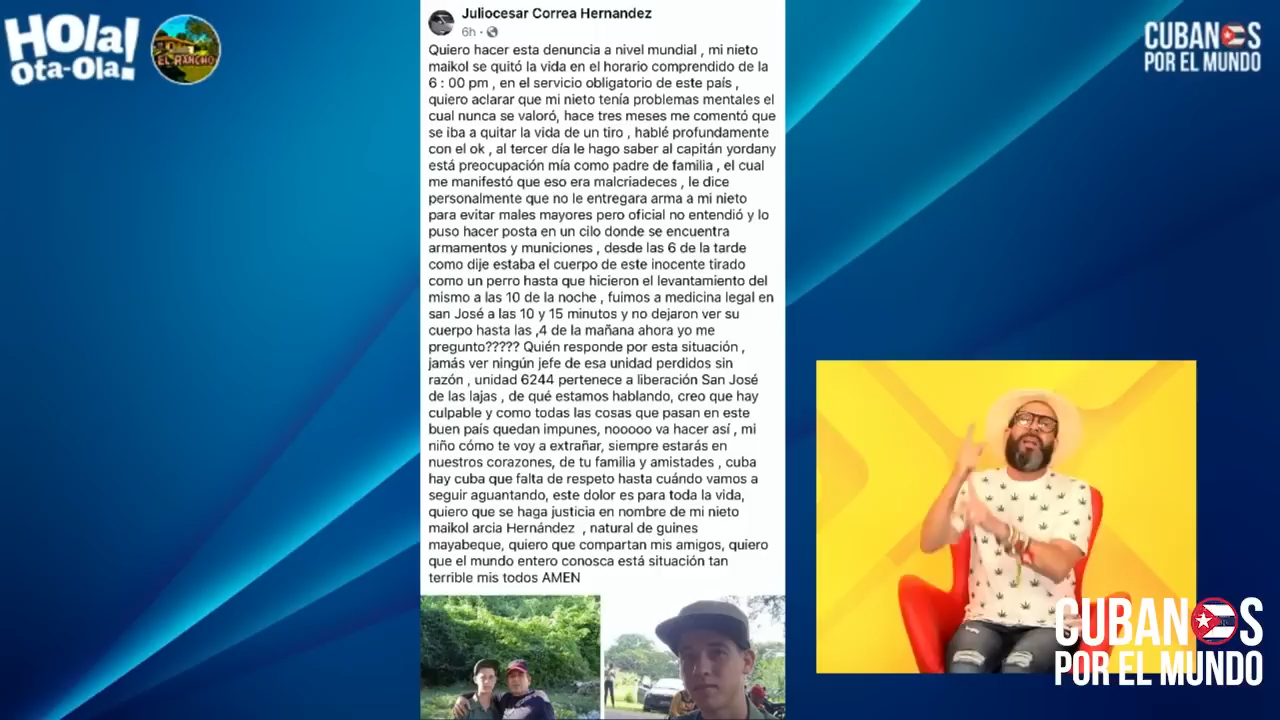 HOla!
Ota-Ola!
EL RANCHO
Juliocesar Correa Hernandez
6h ·
Quiero hacer esta denuncia a nivel mundial , mi nieto
maikol se quitó la vida en el horario comprendido de la
6 : 00 pm , en el servicio obligatorio de este país ,
quiero aclarar que mi nieto tenía problemas mentales el
cual nunca se valoró, hace tres meses me comentó que
se iba a quitar la vida de un tiro , hablé profundamente
con el ok , al tercer día le hago saber al capitán yordany
está preocupación mía como padre de familia , el cual
me manifestó que eso era malcriadeces , le dice
personalmente que no le entregara arma a mi nieto
para evitar males mayores pero oficial no entendió y lo
puso hacer posta en un cilo donde se encuentra
armamentos y municiones , desde las 6 de la tarde
como dije estaba el cuerpo de este inocente tirado
como un perro hasta que hicieron el levantamiento del
mismo a las 10 de la noche , fuimos a medicina legal en
san José a las 10 y 15 minutos y no dejaron ver su
cuerpo hasta las ,4 de la mañana ahora yo me
pregunto????? Quién responde por esta situación ,
jamás ver ningún jefe de esa unidad perdidos sin
razón , unidad 6244 pertenece a liberación San José
de las lajas , de qué estamos hablando, creo que hay
culpable y como todas las cosas que pasan en este
buen país quedan impunes, nooooo va hacer así , mi
niño cómo te voy a extrañar, siempre estarás en
nuestros corazones, de tu familia y amistades , cuba
hay cuba que falta de respeto hasta cuándo vamos a
seguir aguantando, este dolor es para toda la vida,
quiero que se haga justicia en nombre de mi nieto
maikol arcia Hernández  , natural de guines
mayabeque, quiero que compartan mis amigos, quiero
que el mundo entero conosca está situación tan
terrible mis todos AMEN
CUBANOS
POR EL MUNDO
CUBANOS
POR EL MUNDO